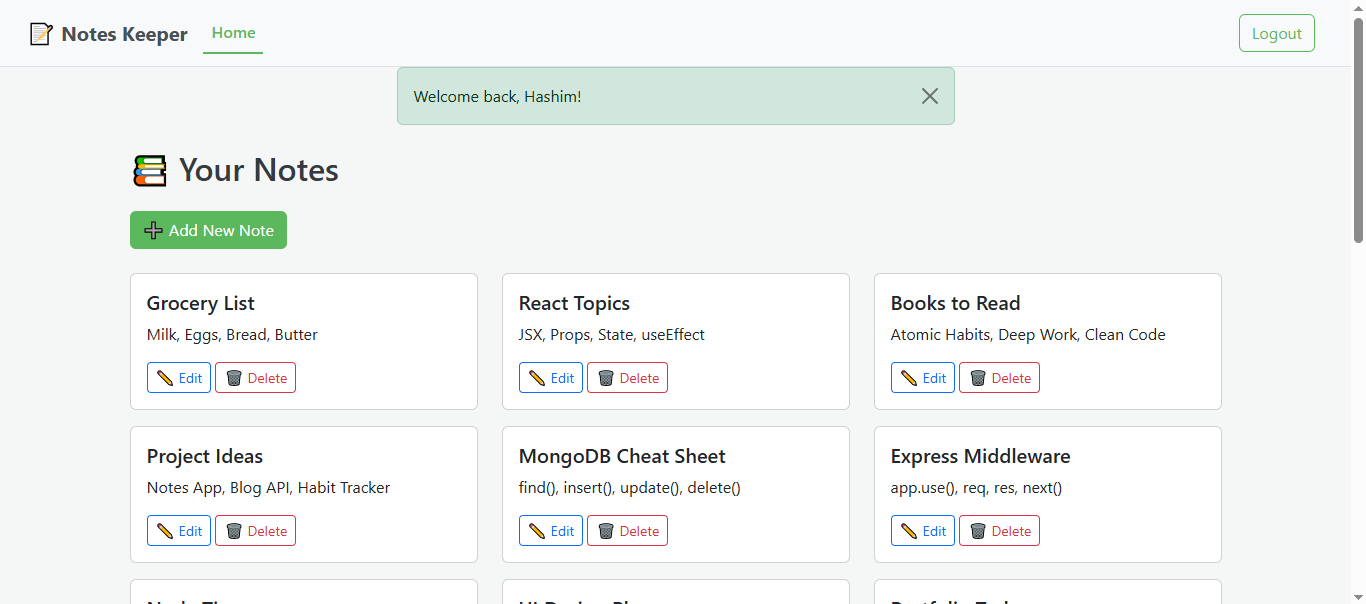 Notes Keeper
Home
Logout
Welcome back, Hashim!
Your Notes
Add New Note
Grocery List
Milk, Eggs, Bread, Butter
Edit Delete
React Topics
JSX, Props, State, useEffect
Edit Delete
Books to Read
Atomic Habits, Deep Work, Clean Code
Edit Delete
Project Ideas
Notes App, Blog API, Habit Tracker
Edit Delete
MongoDB Cheat Sheet
find(), insert(), update(), delete()
Edit Delete
Express Middleware
app.use(), req, res, next()
Edit Delete